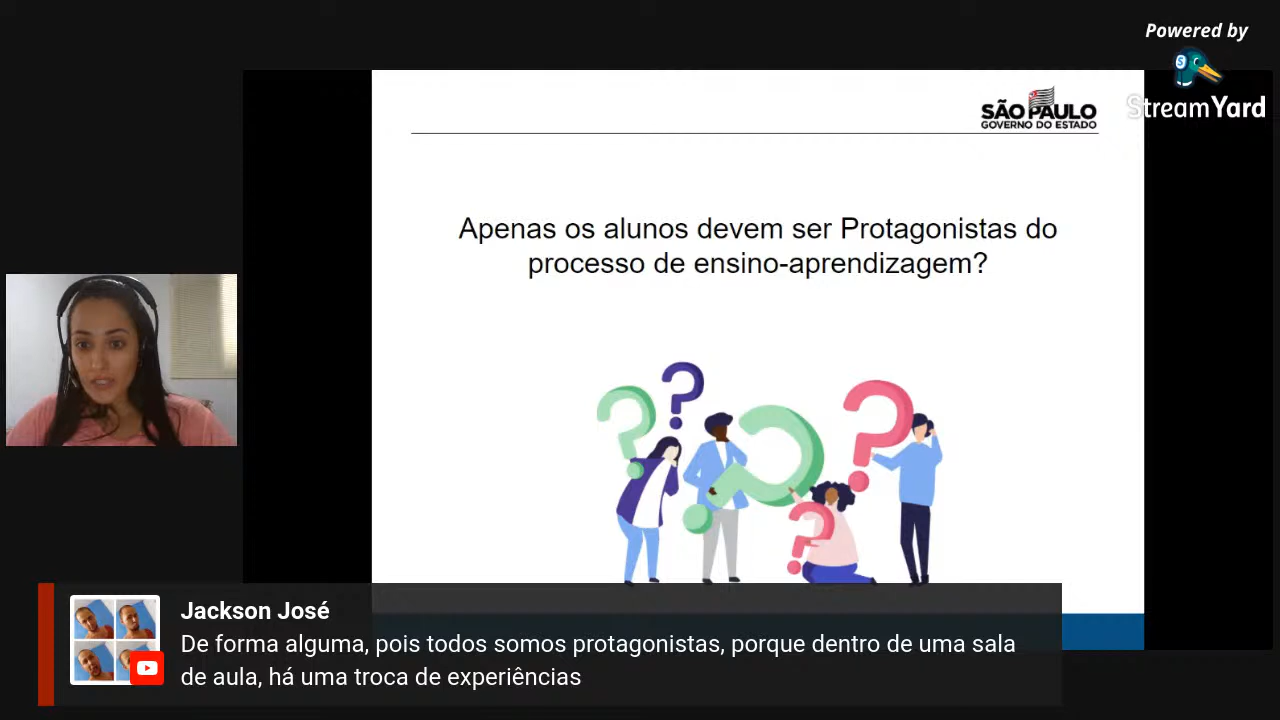 Powered by
StreamYard
SÃO PAULO
GOVERNO DO ESTADO
Apenas os alunos devem ser Protagonistas do
processo de ensino-aprendizagem?
Jackson José
De forma alguma, pois todos somos protagonistas, porque dentro de uma sala
de aula, há uma troca de experiências